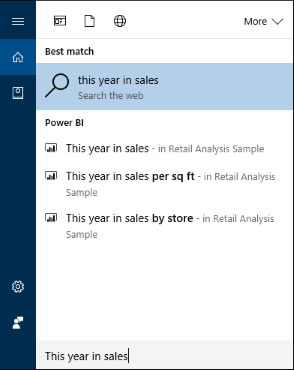 More
Best match
this year in sales
Search the web
Power BI
This year in sales - in Retail Analysis Sample
This year in sales per sq ft - in Retail Analysis
Sample
This year in sales by store - in Retail Analysis
Sample
This year in sales